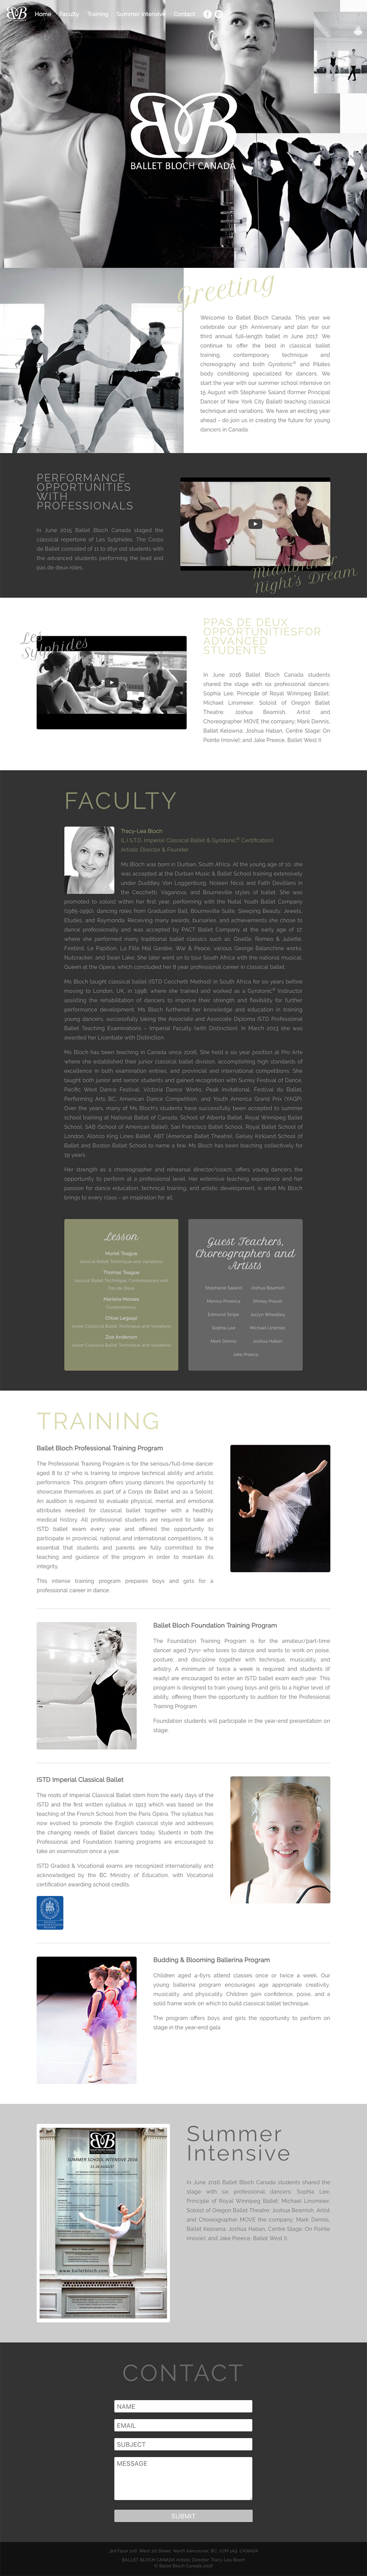 Home Faculty Training Summer Intensive Contact
BALLET BLOCH CANADA
Greeting
Welcome to Ballet Bloch Canada. This year we
celebrate our 5th Anniversary and plan for our
third annual full-length ballet in June 2017. We
continue to offer the best in classical ballet
training, contemporary technique and
choreography and both Gyrotonic® and Pilates
body conditioning specialized for dancers. We
start the year with our summer school intensive on
15 August with Stephanie Saland (former Principal
Dancer of New York City Ballet) teaching classical
technique and variations. We have an exciting year
ahead - do join us in creating the future for young
dancers in Canada.
PERFORMANCE
OPPORTUNITIES
WITH
PROFESSIONALS
In June 2015 Ballet Bloch Canada staged the
classical repertoire of Les Sylphides. The Corps
de Ballet consisted of 11 to 16yr old students with
the advanced students performing the lead and
pas de deux roles.
Midsummer
Night's Dream
Les
Sylphides
PPAS DE DEUX
OPPORTUNITIESFOR
ADVANCED
STUDENTS
In June 2016 Ballet Bloch Canada students
shared the stage with six professional dancers;
Sophia Lee, Principle of Royal Winnipeg Ballet;
Michael Linsmeier, Soloist of Oregon Ballet
Theatre; Joshua Beamish, Artist and
Choreographer MOVE the company; Mark Dennis,
Ballet Kelowna; Joshua Haban, Centre Stage: On
Pointe (movie); and Jake Preece, Ballet West II.
FACULTY
Tracy-Lea Bloch
(L.I.S.T.D. Imperial Classical Ballet & Gyrotonic® Certification)
Artistic Director & Founder
Ms Bloch was born in Durban, South Africa. At the young age of 10, she
was accepted at the Durban Music & Ballet School training extensively
under Duddley Von Loggenburg, Noleen Nicol and Faith Devilliers in
the Cecchetti, Vaganova, and Bournevelle styles of Ballet. She was
promoted to soloist within her first year, performing with the Natal Youth Ballet Company
(1985-1990); dancing roles from Graduation Ball, Bournville Suite, Sleeping Beauty, Jewels,
Etudes, and Raymonda. Receiving many awards, bursaries, and achievements she chose to
dance professionally and was accepted by PACT Ballet Company at the early age of 17,
where she performed many traditional ballet classics such as; Giselle, Romeo & Juliette,
Firebird, Le Papillion, La Fille Mal Gardee, War & Peace, various George Balanchine works,
Nutcracker, and Swan Lake. She later went on to tour South Africa with the national musical,
Queen at the Opera, which concluded her 8 year professional career in classical ballet.
Ms Bloch taught classical ballet (ISTD Cecchetti Method) in South Africa for six years before
moving to London, UK, in 1998, where she trained and worked as a Gyrotonic® Instructor
assisting the rehabilitation of dancers to improve their strength and flexibility for further
performance development. Ms Bloch furthered her knowledge and education in training
young dancers, successfully taking the Associate and Associate Diploma ISTD Professional
Ballet Teaching Examinations – Imperial Faculty (with Distinction). In March 2013 she was
awarded her Licentiate with Distinction.
Ms Bloch has been teaching in Canada since 2006. She held a six year position at Pro Arte
where she established their junior classical ballet division, accomplishing high standards of
excellence in both examination entries, and provincial and international competitions. She
taught both junior and senior students and gained recognition with Surrey Festival of Dance,
Pacific West Dance Festival, Victoria Dance Works, Peak Invitational, Festival du Ballet,
Performing Arts BC, American Dance Competition, and Youth America Grand Prix (YAGP).
Over the years, many of Ms Bloch's students have successfully been accepted to summer
school training at National Ballet of Canada, School of Alberta Ballet, Royal Winnipeg Ballet
School, SAB (School of American Ballet), San Francisco Ballet School, Royal Ballet School of
London, Alonzo King Lines Ballet, ABT (American Ballet Theatre), Gelsey Kirkland School of
Ballet and Boston Ballet School to name a few. Ms Bloch has been teaching collectively for
19 years.
Her strength as a choreographer and rehearsal director/coach, offers young dancers the
opportunity to perform at a professional level. Her extensive teaching experience and her
passion for dance education, technical training, and artistic development, is what Ms Bloch
brings to every class - an inspiration for all.
Lesson
Muriel Teague
Classical Ballet Technique and Variations
Thomas Teague
Classical Ballet Technique, Contemporary and
Pas de Deux
Mariana Moraes
Contemporary
Chloe Legassi
Junior Classical Ballet Technique and Variations
Zoe Anderson
Junior Classical Ballet Technique and Variations
Guest Teachers,
Choreographers and
Artists
Stephanie Saland Joshua Beamish
Monica Proenca Shirley Proust
Edmund Stripe Jaclyn Wheatley
Sophia Lee Michael Linsmeier
Mark Dennis Joshua Haban
Jake Preece
TRAINING
Ballet Bloch Professional Training Program
The Professional Training Program is for the serious/full-time dancer
aged 8 to 17 who is training to improve technical ability and artistic
performance. This program offers young dancers the opportunity to
showcase themselves as part of a Corps de Ballet and as a Soloist.
An audition is required to evaluate physical, mental and emotional
attributes needed for classical ballet together with a healthy
medical history. All professional students are required to take an
ISTD ballet exam every year and offered the opportunity to
participate in provincial, national and international competitions. It is
essential that students and parents are fully committed to the
teaching and guidance of the program in order to maintain its
integrity.
This intense training program prepares boys and girls for a
professional career in dance.
Ballet Bloch Foundation Training Program
The Foundation Training Program is for the amateur/part-time
dancer aged 7yrs+ who loves to dance and wants to work on poise,
posture, and discipline together with technique, musicality, and
artistry. A minimum of twice a week is required and students (if
ready) are encouraged to enter an ISTD ballet exam each year. This
program is designed to train young boys and girls to a higher level of
ability, offering them the opportunity to audition for the Professional
Training Program.
Foundation students will participate in the year-end presentation on
stage.
ISTD Imperial Classical Ballet
The roots of Imperial Classical Ballet stem from the early days of the
ISTD and the first written syllabus in 1913 which was based on the
teaching of the French School from the Paris Opéra. The syllabus has
now evolved to promote the English classical style and addresses
the changing needs of Ballet dancers today. Students in both the
Professional and Foundation training programs are encouraged to
take an examination once a year.
ISTD Graded & Vocational exams are recognized internationally and
acknowledged by the BC Ministry of Education, with Vocational
certification awarding school credits.
Budding & Blooming Ballerina Program
Children aged 4-6yrs attend classes once or twice a week. Our
young ballerina program encourages age appropriate creativity,
musicality, and physicality. Children gain confidence, poise, and a
solid frame work on which to build classical ballet technique.
The program offers boys and girls the opportunity to perform on
stage in the year-end gala.
SUMMER SCHOOL INTENSIVE 2016
www.balletbloch.com
Summer
Intensive
In June 2016 Ballet Bloch Canada students shared the
stage with six professional dancers; Sophia Lee,
Principle of Royal Winnipeg Ballet; Michael Linsmeier,
Soloist of Oregon Ballet Theatre; Joshua Beamish, Artist
and Choreographer MOVE the company; Mark Dennis,
Ballet Kelowna; Joshua Haban, Centre Stage: On Pointe
(movie); and Jake Preece, Ballet West II.
CONTACT
NAME
EMAIL
SUBJECT
MESSAGE
SUBMIT
BALLET BLOCH CANADA Artistic Director: Tracy-Lea Bloch
© Ballet Bloch Canada 2016